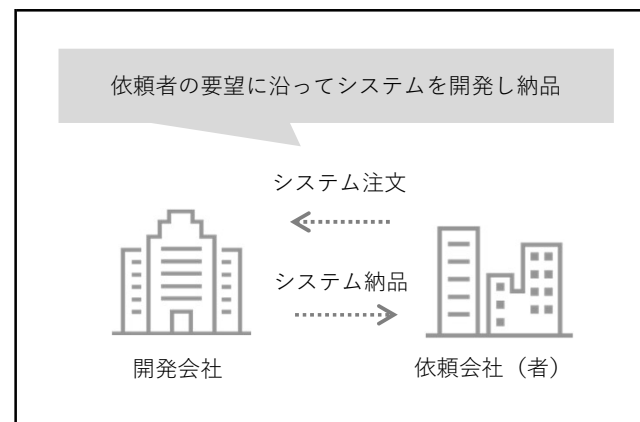 依頼者の要望に沿ってシステムを開発し納品
システム注文
システム納品
開発会社
依頼会社（者）